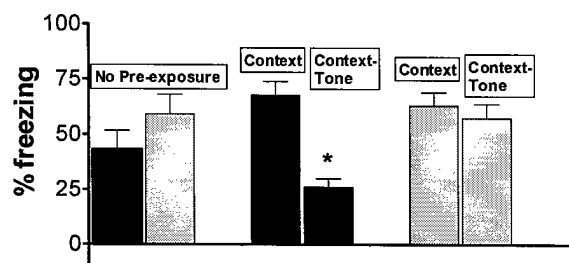 100
75
50
25
0
% freezing
No Pre-exposure
Context
Context-
Tone
*
Context
Context-
Tone